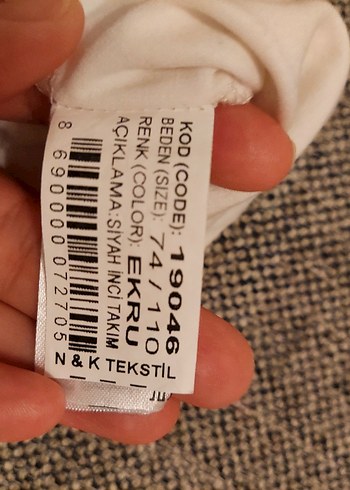 KOD (CODE): 19046
BEDEN (SIZE): 74 / 110
RENK (COLOR): EKRU
AÇIKLAMA:SİYAH İNCİ TAKIM
8 690000 072705
N & K TEKSTİL